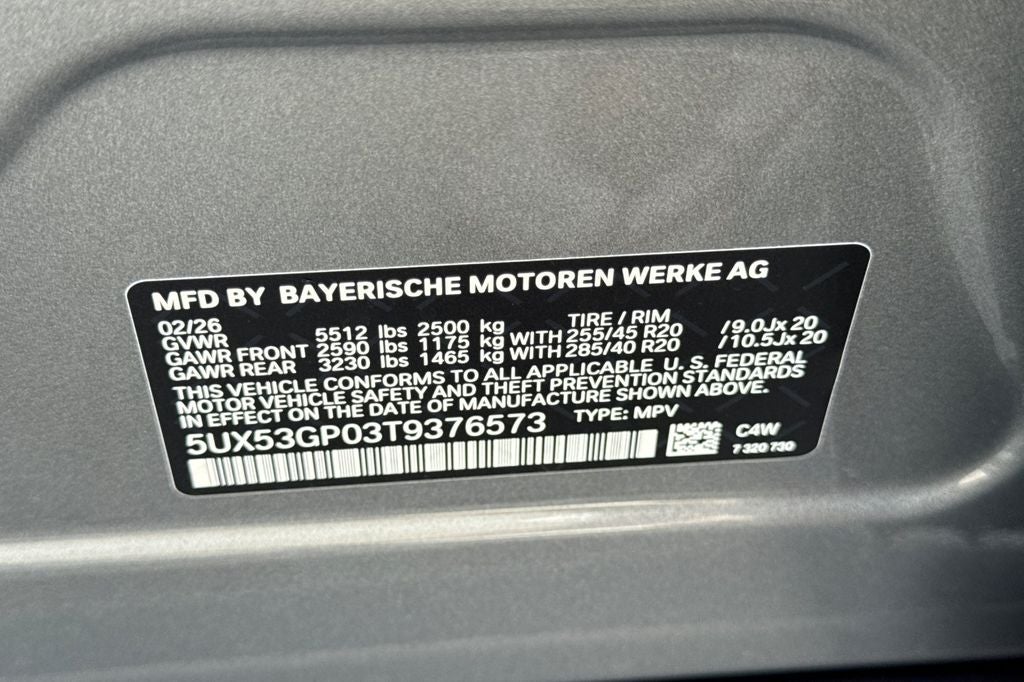 MFD BY BAYERISCHE MOTOREN WERKE AG
02/26 TIRE / RIM
GVWR 5512 lbs 2500 kg
GAWR FRONT 2590 lbs 1175 kg WITH 255/45 R20 /9.0Jx20
GAWR REAR 3230 lbs 1465 kg WITH 285/40 R20 /10.5Jx20
THIS VEHICLE CONFORMS TO ALL APPLICABLE U. S. FEDERAL
MOTOR VEHICLE SAFETY AND THEFT PREVENTION STANDARDS
IN EFFECT ON THE DATE OF MANUFACTURE SHOWN ABOVE.
5UX53GP03T9376573 TYPE: MPV
C4W
7 320 730